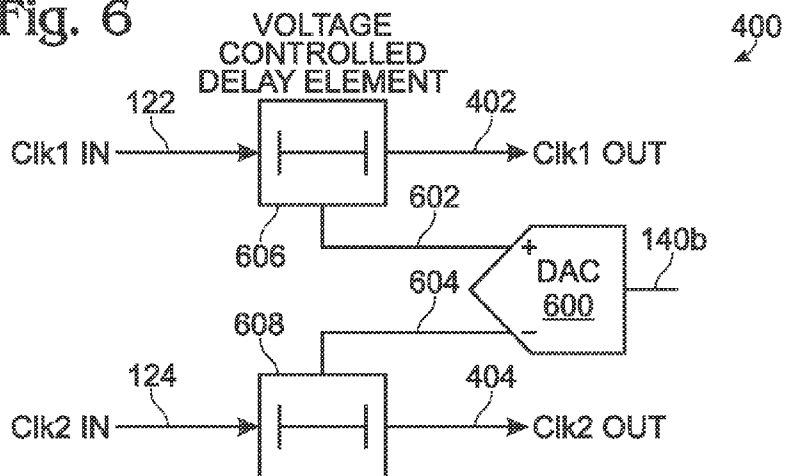 Fig. 6
400
VOLTAGE
CONTROLLED
DELAY ELEMENT
122
402
Clk1 IN
Clk1 OUT
606
602
+
DAC
600
140b
604
−
608
124
404
Clk2 IN
Clk2 OUT